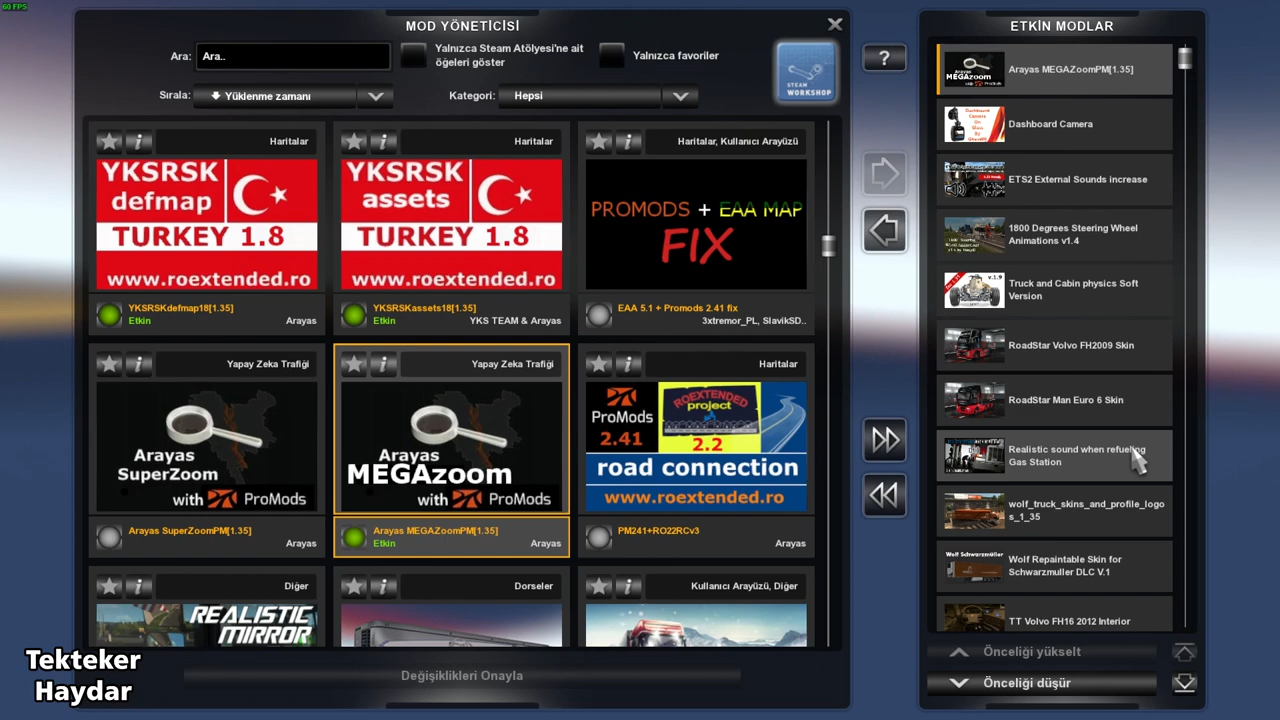 60 FPS
MOD YÖNETİCİSİ
Ara:
Ara..
Yalnızca Steam Atölyesi'ne ait
öğeleri göster
Yalnızca favoriler
STEAM
WORKSHOP
Sırala:
Yüklenme zamanı
Kategori:
Hepsi
Haritalar
YKSRSK
defmap
TURKEY 1.8
www.roextended.ro
YKSRSKdefmap18[1.35]
Etkin
Arayas
Haritalar
YKSRSK
assets
TURKEY 1.8
www.roextended.ro
YKSRSKassets18[1.35]
Etkin
YKS TEAM & Arayas
Haritalar, Kullanıcı Arayüzü
PROMODS + EAA MAP
FIX
EAA 5.1 + Promods 2.41 fix
3xtremor_PL, SlavikSD..
Yapay Zeka Trafiği
Arayas
SuperZoom
with ProMods
Arayas SuperZoomPM[1.35]
Arayas
Yapay Zeka Trafiği
Arayas
MEGAzoom
with ProMods
Arayas MEGAZoomPM[1.35]
Etkin
Arayas
Haritalar
ProMods
2.41
ROEXTENDED
project
2.2
road connection
www.roextended.ro
PM241+RO22RCv3
Arayas
Diğer
REALISTIC
MIRROR
Dorseler
Kullanıcı Arayüzü, Diğer
Değişiklikleri Onayla
?
ETKİN MODLAR
Arayas MEGAZoomPM[1.35]
Dashboard Camera
ETS2 External Sounds increase
1800 Degrees Steering Wheel
Animations v1.4
v.1.9
Truck and Cabin physics Soft
Version
RoadStar Volvo FH2009 Skin
RoadStar Man Euro 6 Skin
Realistic sound when refueling
Gas Station
wolf_truck_skins_and_profile_logo
s_1_35
Wolf Schwarzmüller
Wolf Repaintable Skin for
Schwarzmuller DLC V.1
TT Volvo FH16 2012 Interior
Önceliği yükselt
Önceliği düşür
Tekteker
Haydar